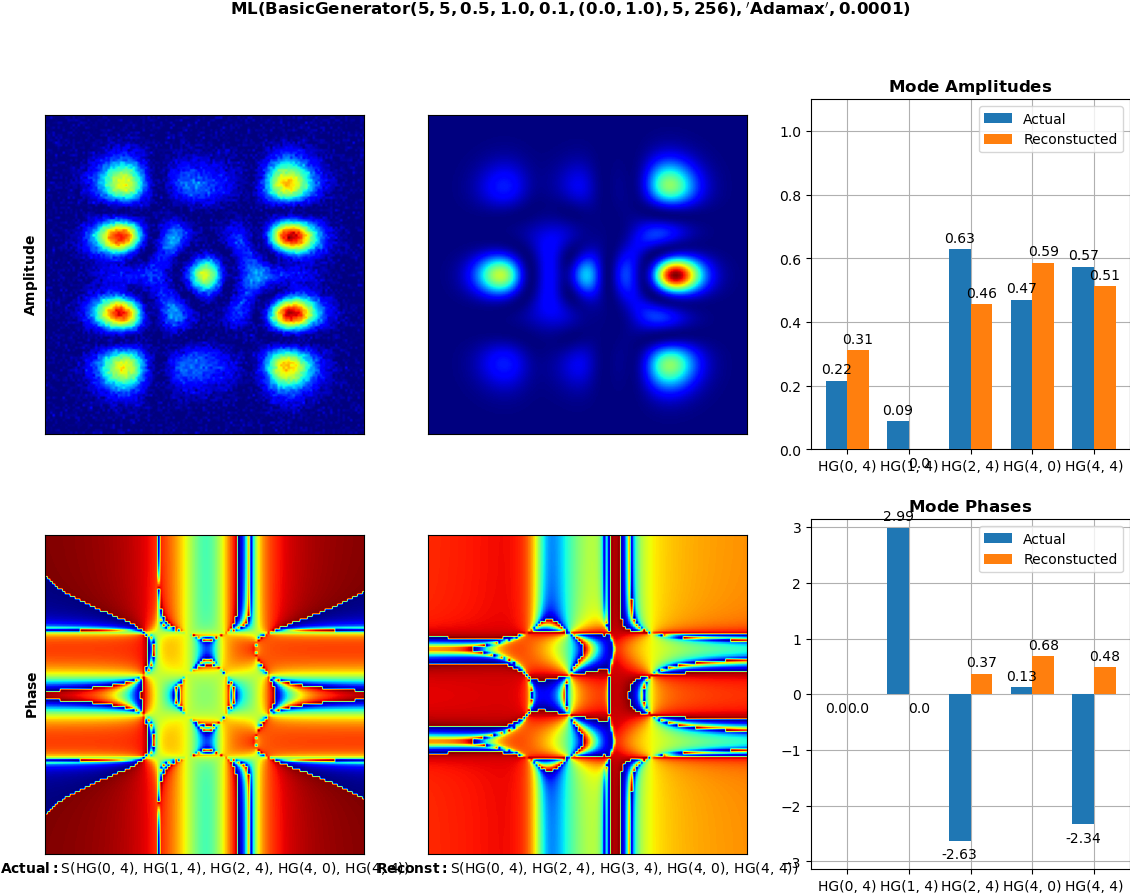 ML(BasicGenerator(5, 5, 0.5, 1.0, 0.1, (0.0, 1.0), 5, 256), 'Adamax', 0.0001)
Amplitude
Mode Amplitudes
Actual
Reconstucted
1.0
0.8
0.6
0.4
0.2
0.0
0.22
0.31
0.09
0.0
0.63
0.46
0.47
0.59
0.57
0.51
HG(0, 4) HG(1, 4) HG(2, 4) HG(4, 0) HG(4, 4)
Phase
Mode Phases
Actual
Reconstucted
3
2
1
0
−1
−2
−3
0.0 0.0
2.99
0.0
-2.63
0.37
0.13
0.68
-2.34
0.48
HG(0, 4) HG(1, 4) HG(2, 4) HG(4, 0) HG(4, 4)
Actual: S(HG(0, 4), HG(1, 4), HG(2, 4), HG(4, 0), HG(4, 4))
Reconst: S(HG(0, 4), HG(2, 4), HG(3, 4), HG(4, 0), HG(4, 4))